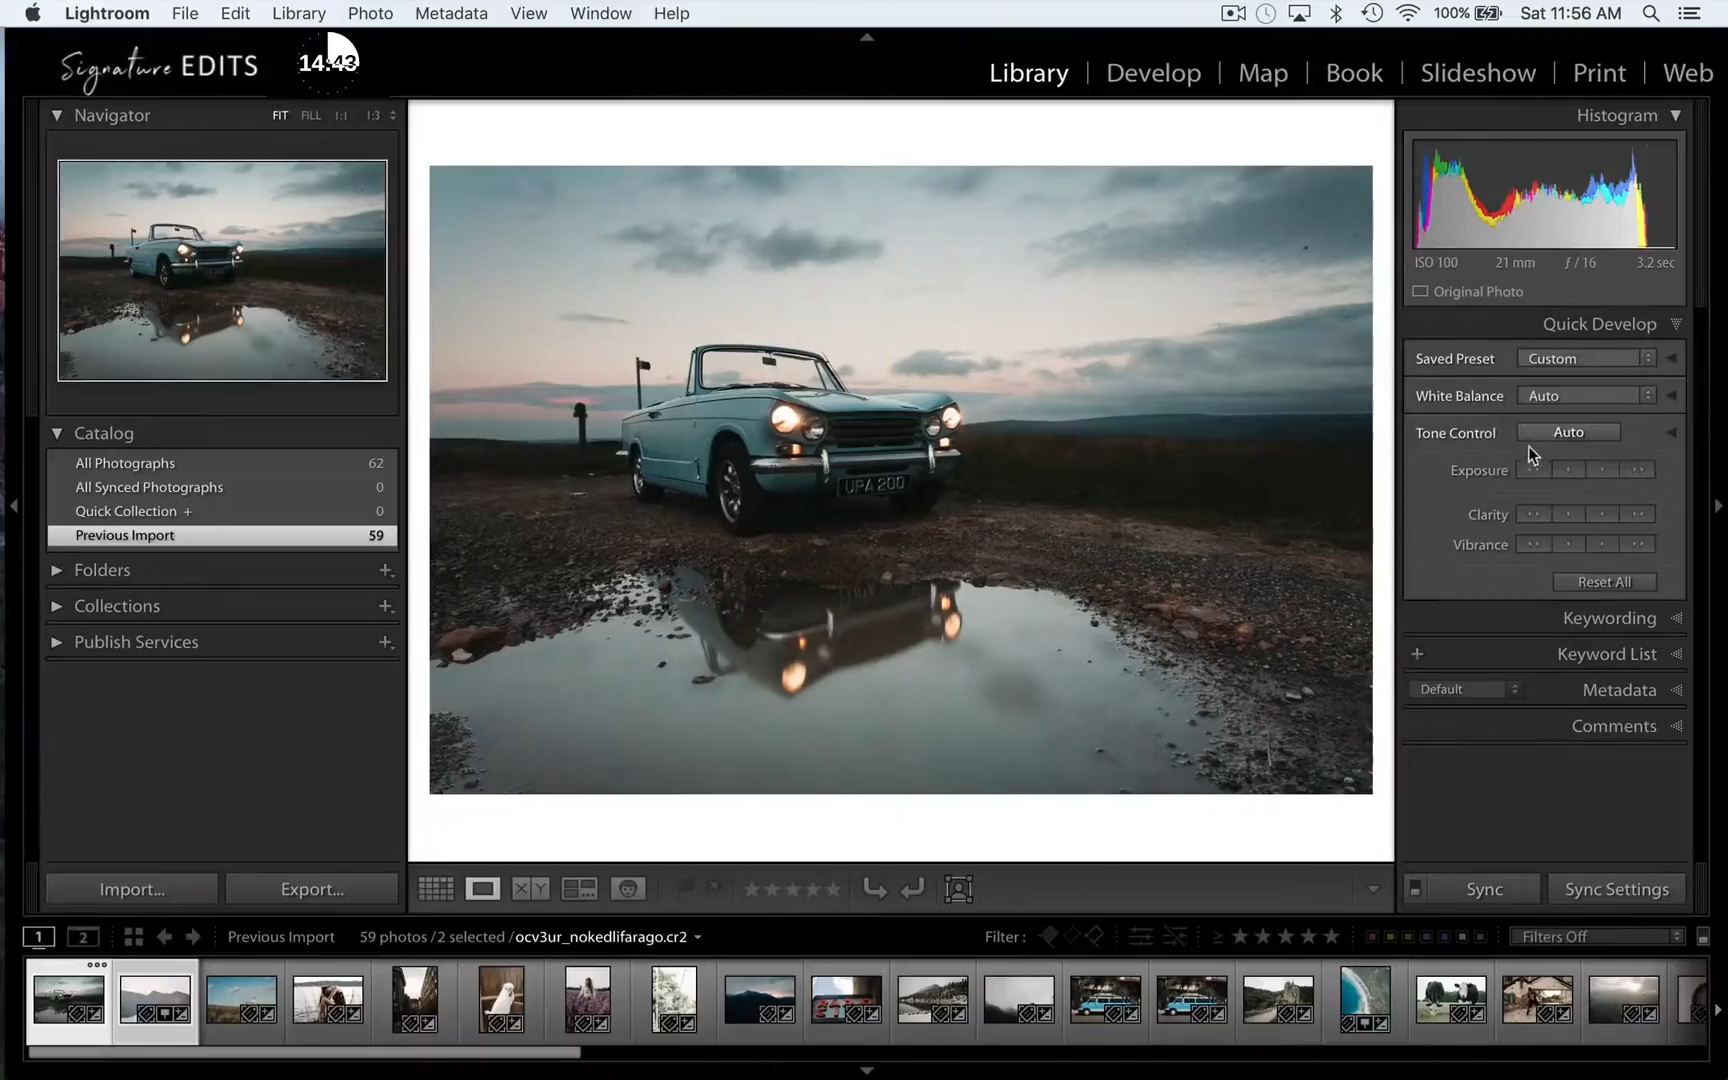 Lightroom File Edit Library Photo Metadata View Window Help 100% Sat 11:56 AM
Signature EDITS 14:43 Library | Develop | Map | Book | Slideshow | Print | Web
Navigator FIT FILL 1:1 1:3
Histogram
ISO 100 21 mm ƒ / 16 3.2 sec
Original Photo
Quick Develop
Saved Preset Custom
White Balance Auto
Tone Control Auto
Exposure
Clarity
Vibrance
Reset All
Keywording
+ Keyword List
Default Metadata
Comments
Catalog
All Photographs 62
All Synced Photographs 0
Quick Collection + 0
Previous Import 59
Folders +
Collections +
Publish Services +
UPA 200
Import... Export... XY Sync Sync Settings
1 2 Previous Import 59 photos /2 selected /ocv3ur_nokedlifarago.cr2 Filter : ≥ Filters Off